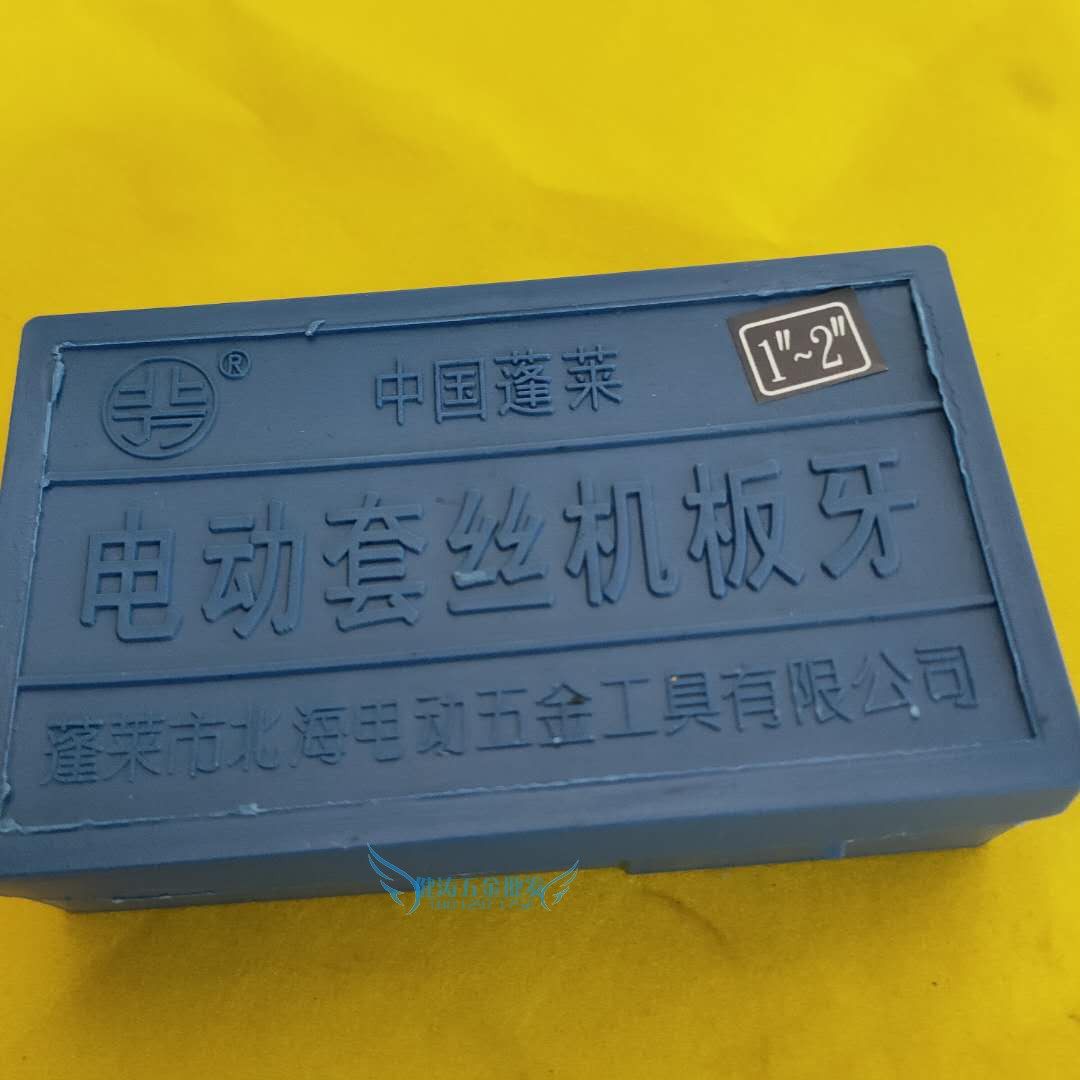 ® 中国蓬莱 1"~2"
电动套丝机板牙
蓬莱市北海电动五金工具有限公司